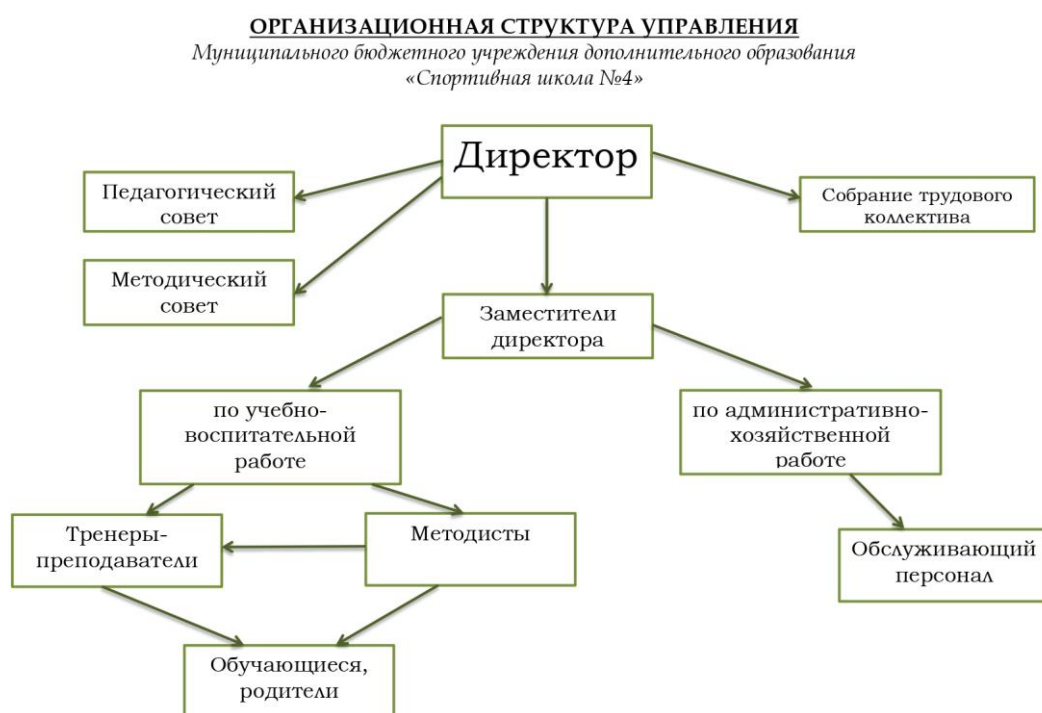 ОРГАНИЗАЦИОННАЯ СТРУКТУРА УПРАВЛЕНИЯ
Муниципального бюджетного учреждения дополнительного образования
«Спортивная школа №4»
Директор
Педагогический
совет
Собрание трудового
коллектива
Методический
совет
Заместители
директора
по учебно-
воспитательной
работе
по административно-
хозяйственной
работе
Тренеры-
преподаватели
Методисты
Обслуживающий
персонал
Обучающиеся,
родители